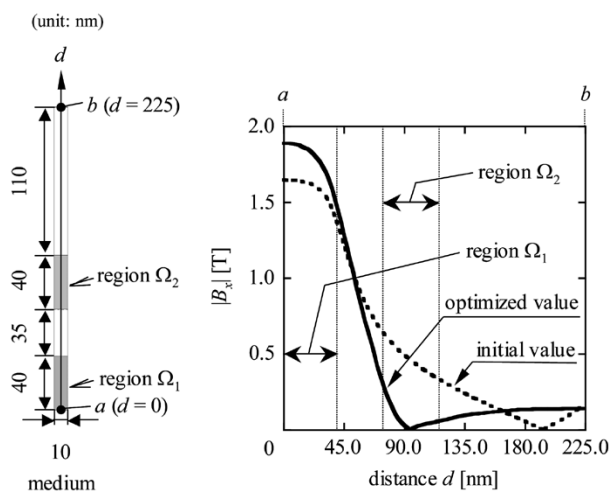 (unit: nm)
d
b (d = 225)
110
40
region Ω2
35
40
region Ω1
a (d=0)
10
medium
a
b
2.0
1.5
1.0
0.5
0
|Bx| [T]
region Ω2
region Ω1
optimized value
initial value
45.0 90.0 135.0 180.0 225.0
distance d [nm]